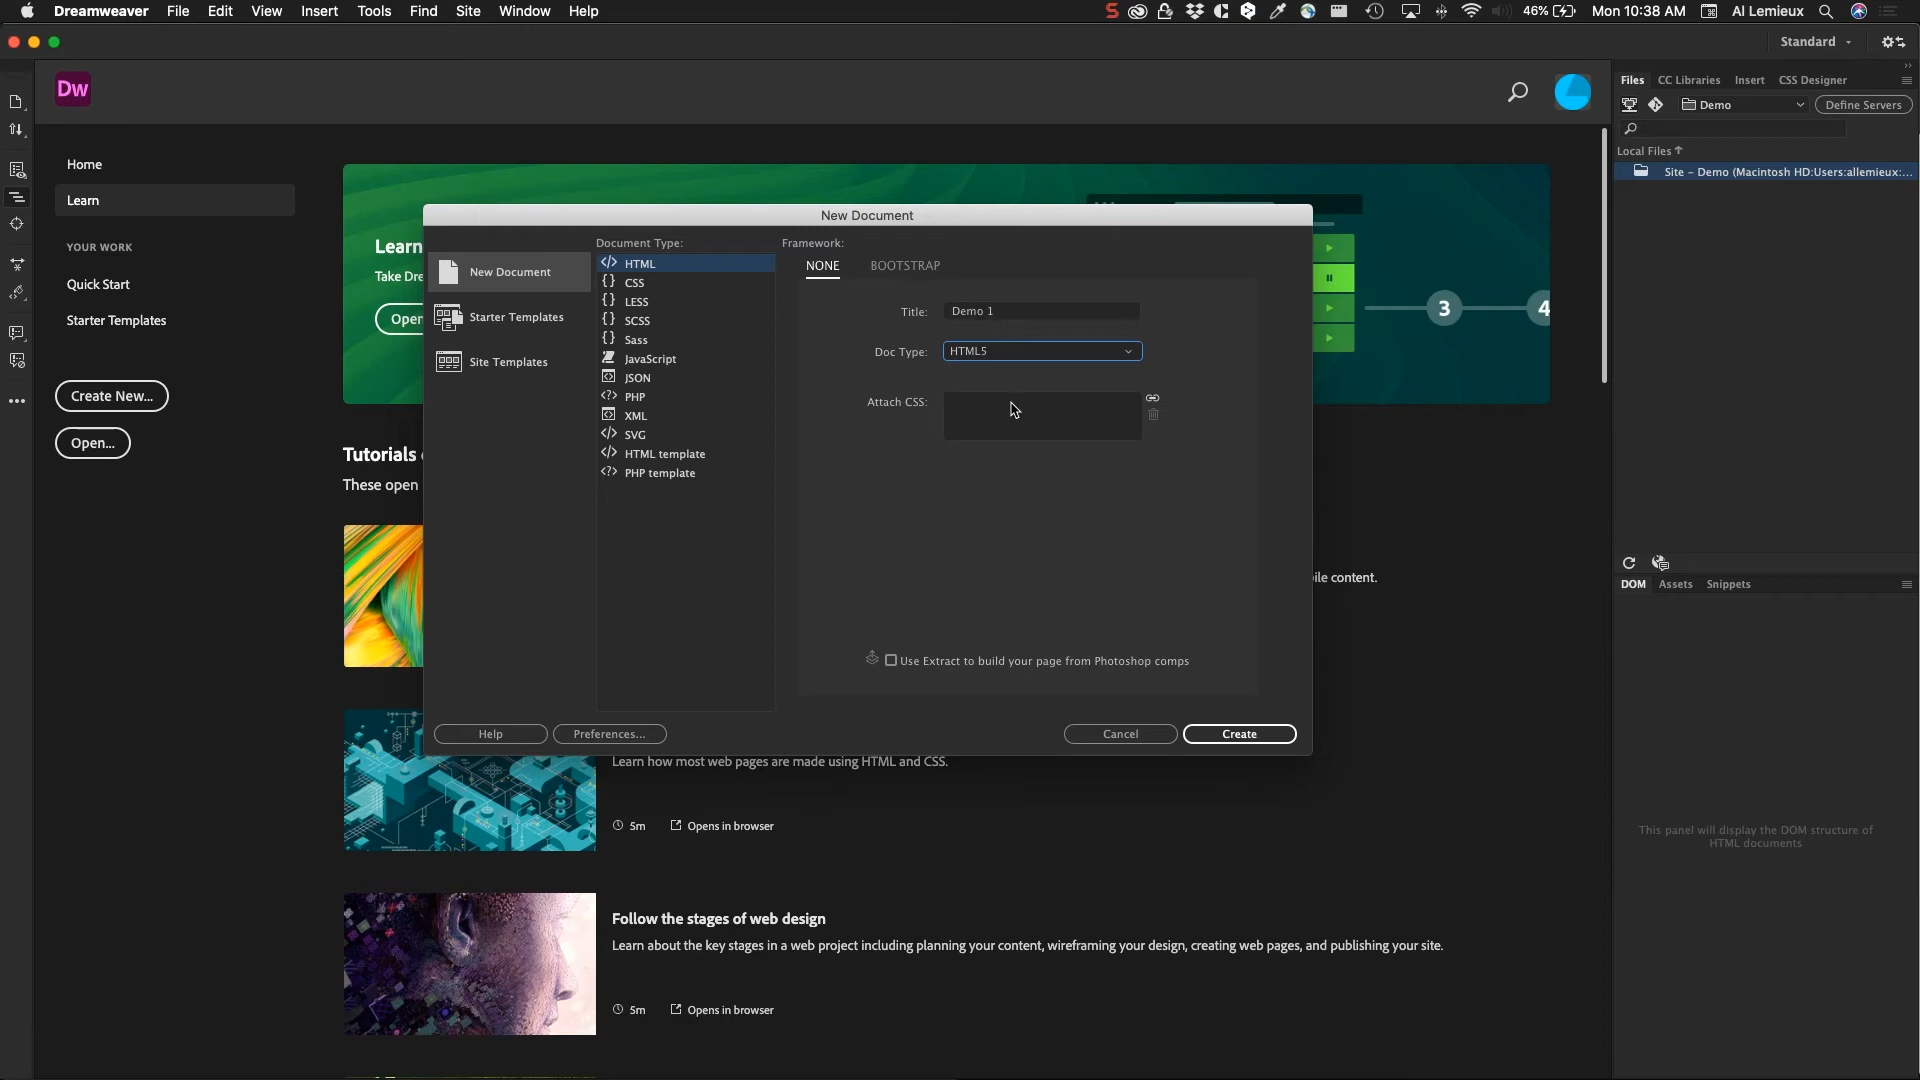 Dreamweaver File Edit View Insert Tools Find Site Window Help
46% Mon 10:38 AM Al Lemieux
Standard
Dw
Files CC Libraries Insert CSS Designer
Demo Define Servers
Local Files
Site – Demo (Macintosh HD:Users:allemieux:...
Home
Learn
YOUR WORK
Quick Start
Starter Templates
Create New...
Open...
Learn
Take Dre
Open
3 4
New Document
New Document
Starter Templates
Site Templates
Document Type:
HTML
CSS
LESS
SCSS
Sass
JavaScript
JSON
PHP
XML
SVG
HTML template
PHP template
Framework:
NONE BOOTSTRAP
Title: Demo 1
Doc Type: HTML5
Attach CSS:
Use Extract to build your page from Photoshop comps
Help Preferences... Cancel Create
Tutorials
These open
ile content.
Learn how most web pages are made using HTML and CSS.
5m Opens in browser
Follow the stages of web design
Learn about the key stages in a web project including planning your content, wireframing your design, creating web pages, and publishing your site.
5m Opens in browser
DOM Assets Snippets
This panel will display the DOM structure of
HTML documents